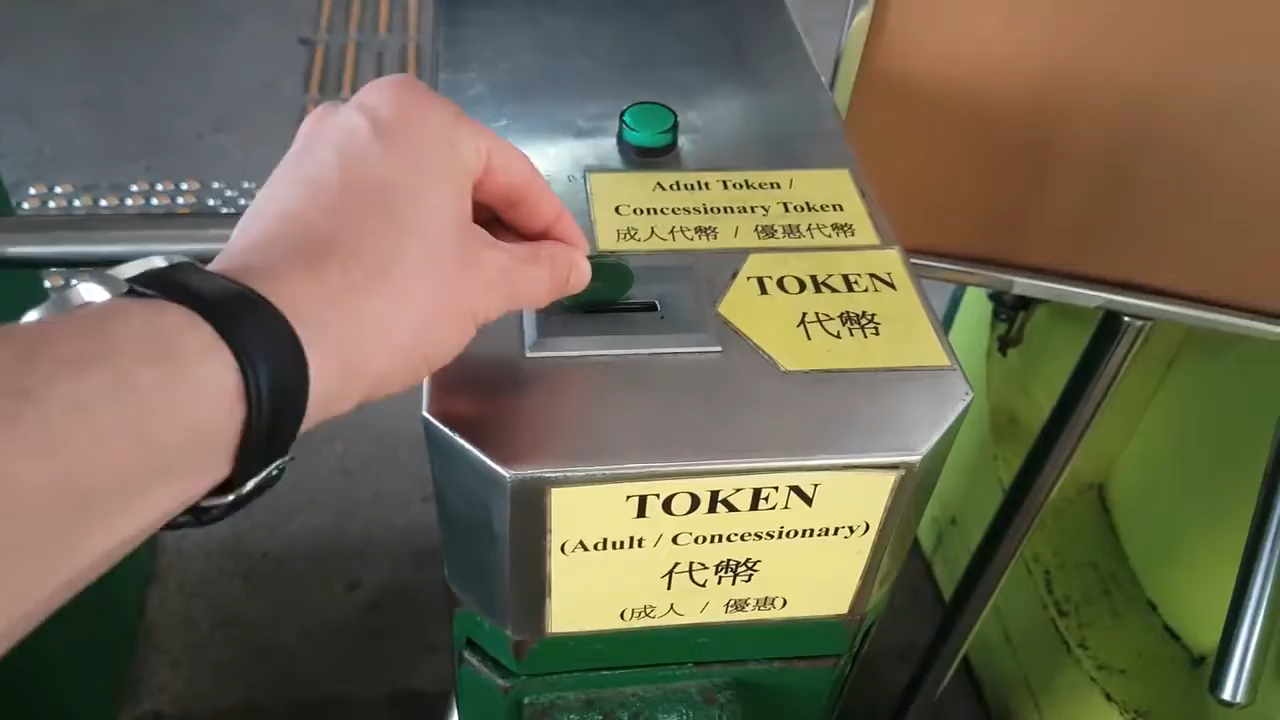 Adult Token /
Concessionary Token
成人代幣 / 優惠代幣
TOKEN
代幣
TOKEN
(Adult / Concessionary)
代幣
(成人 / 優惠)